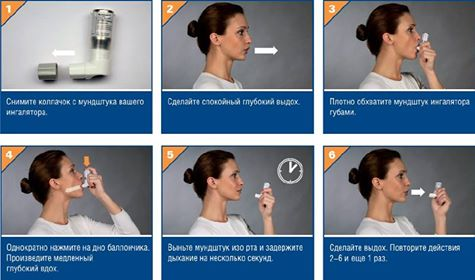 1
Снимите колпачок с мундштука вашего
ингалятора.
2
Сделайте спокойный глубокий выдох.
3
Плотно обхватите мундштук ингалятора
губами.
4
Однократно нажмите на дно баллончика.
Произведите медленный
глубокий вдох.
5
Выньте мундштук изо рта и задержите
дыхание на несколько секунд.
6
Сделайте выдох. Повторите действия
2–6 и еще 1 раз.